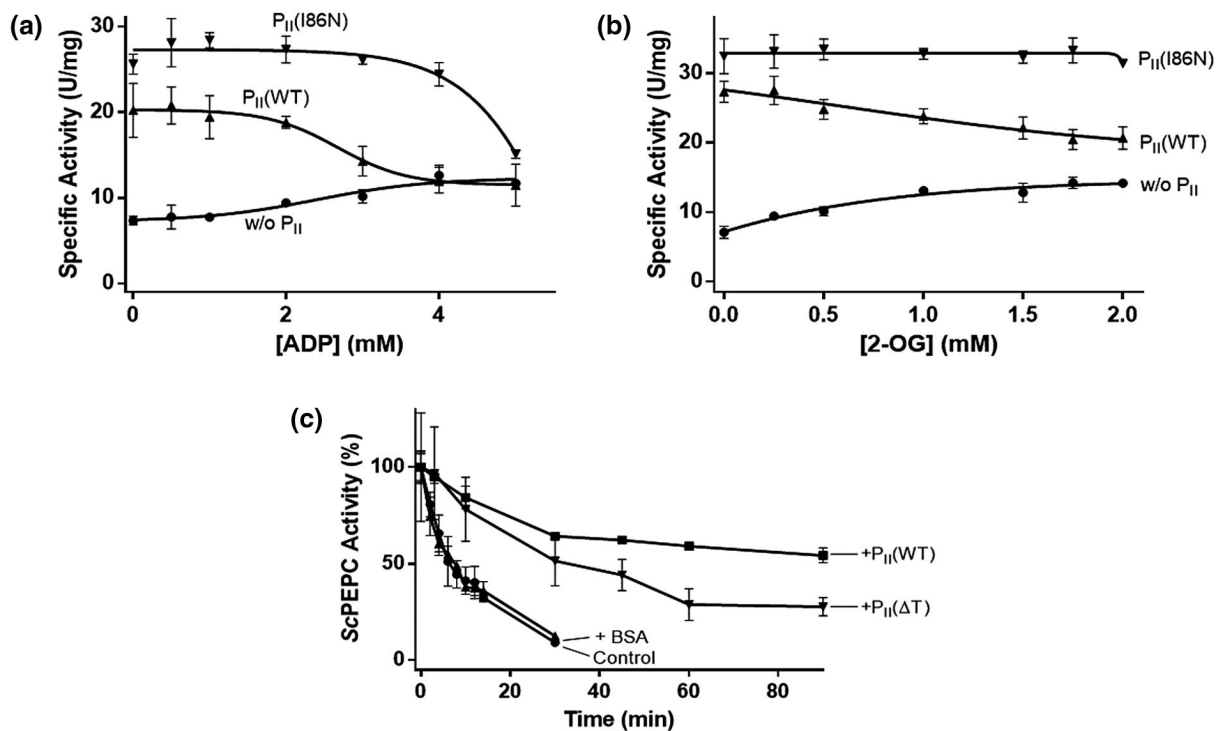 (a)
Specific Activity (U/mg)
30
20
10
0
P_II(I86N)
P_II(WT)
w/o P_II
0 2 4
[ADP] (mM)
(b)
Specific Activity (U/mg)
30
20
10
0
P_II(I86N)
P_II(WT)
w/o P_II
0.0 0.5 1.0 1.5 2.0
[2-OG] (mM)
(c)
ScPEPC Activity (%)
100
50
0
+P_II(WT)
+P_II(ΔT)
+ BSA
Control
0 20 40 60 80
Time (min)